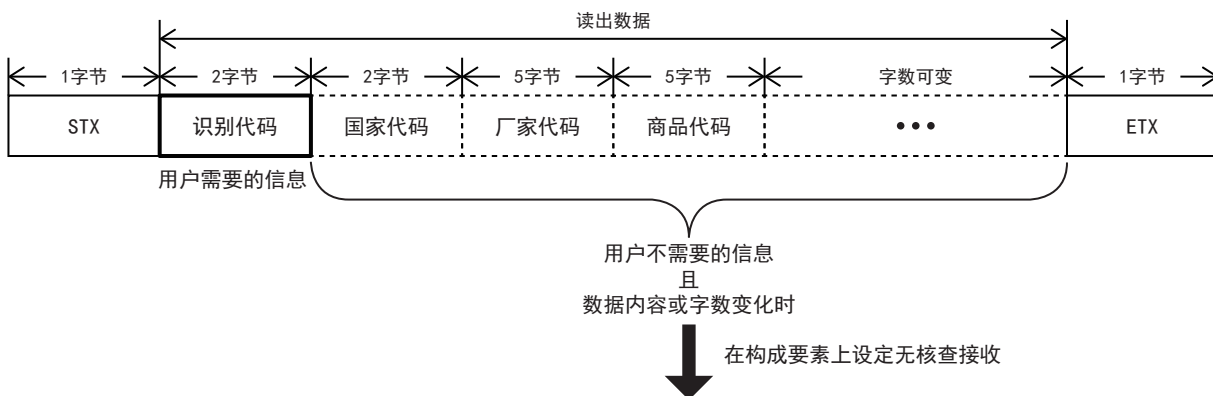 读出数据
1字节 2字节 2字节 5字节 5字节 字数可变 1字节
STX 识别代码 国家代码 厂家代码 商品代码 ••• ETX
用户需要的信息
用户不需要的信息
且
数据内容或字数变化时
在构成要素上设定无核查接收